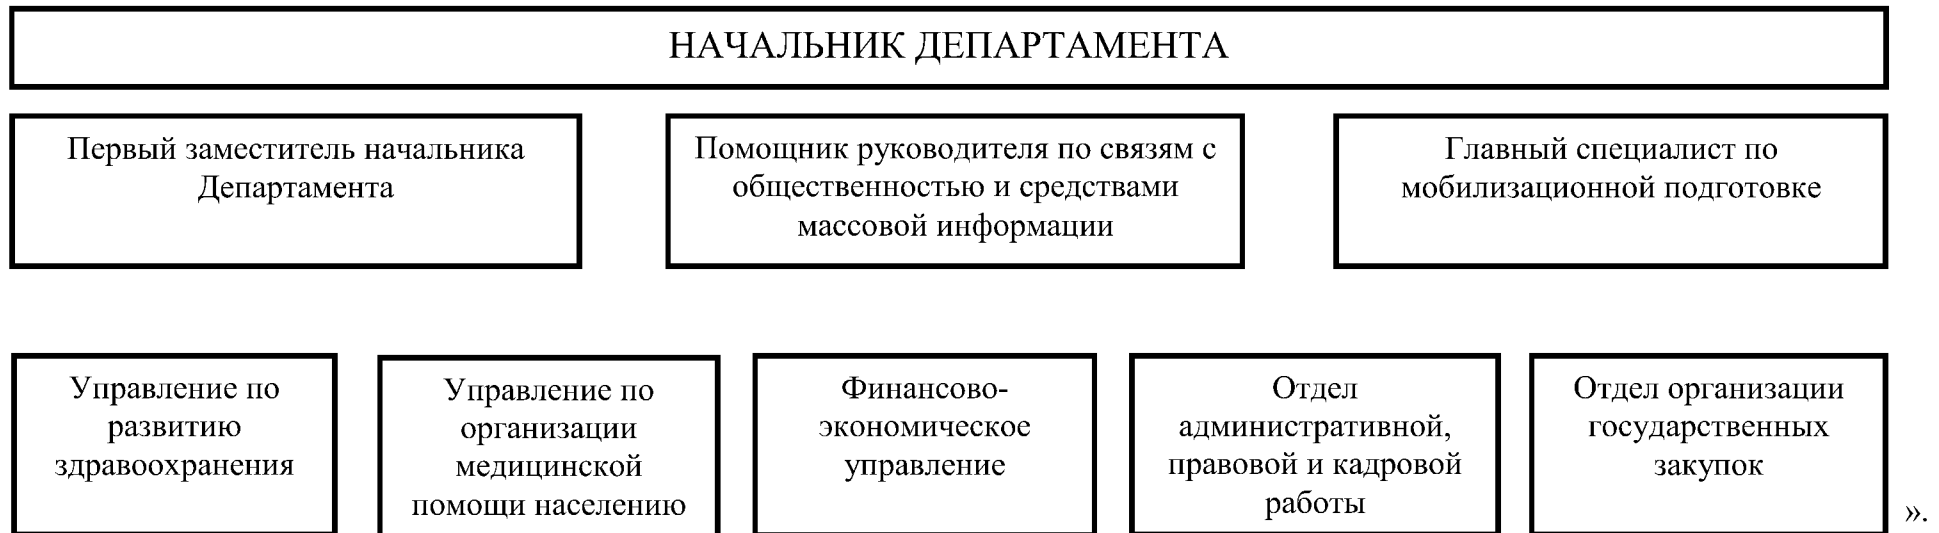 НАЧАЛЬНИК ДЕПАРТАМЕНТА
Первый заместитель начальника
Департамента
Помощник руководителя по связям с
общественностью и средствами
массовой информации
Главный специалист по
мобилизационной подготовке
Управление по
развитию
здравоохранения
Управление по
организации
медицинской
помощи населению
Финансово-
экономическое
управление
Отдел
административной,
правовой и кадровой
работы
Отдел организации
государственных
закупок
».